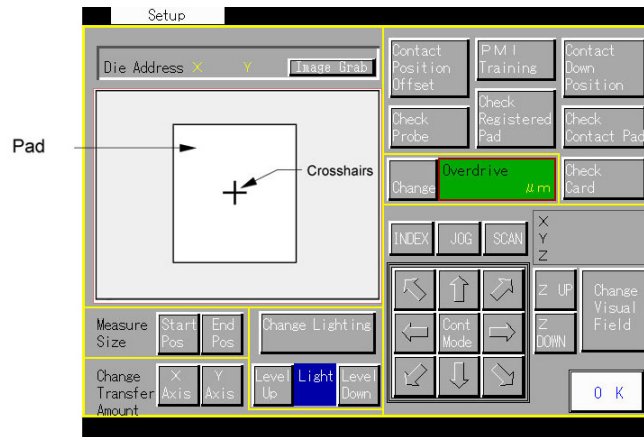 Setup
Die Address X Y Image Grab
Pad
Crosshairs
Measure
Size
Start
Pos
End
Pos
Change Lighting
Change
Transfer
Amount
X
Axis
Y
Axis
Level
Up
Light
Level
Down
Contact
Position
Offset
PMI
Training
Contact
Down
Position
Check
Probe
Check
Registered
Pad
Check
Contact Pad
Change
Overdrive
μm
Check
Card
INDEX
JOG
SCAN
X
Y
Z
Cont
Mode
Z UP
Z
DOWN
Change
Visual
Field
O K